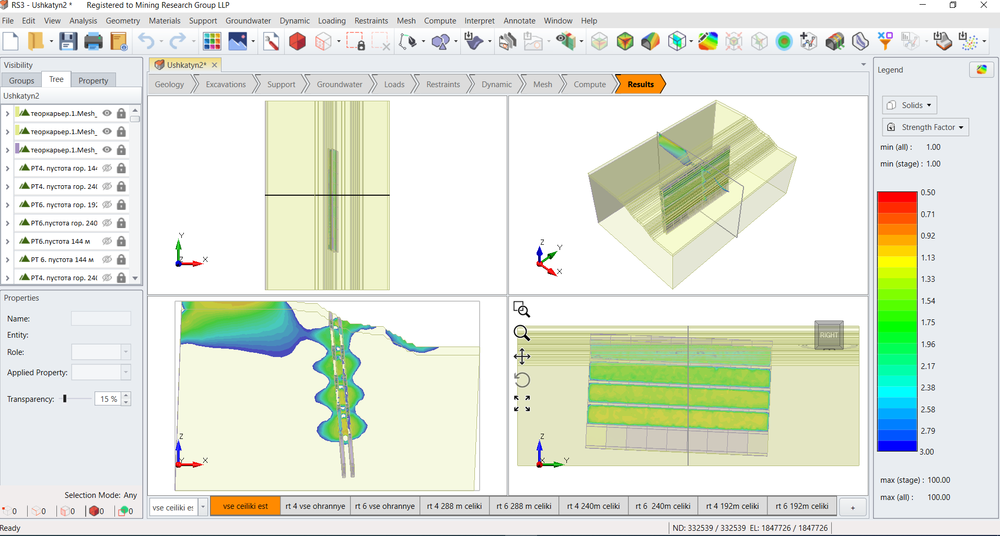 RS3 - Ushkatyn2 * Registered to Mining Research Group LLP
File Edit View Analysis Geometry Materials Support Groundwater Dynamic Loading Restraints Mesh Compute Interpret Annotate Window Help
Visibility
Groups Tree Property
Ushkatyn2
теоркарьер.1.Mesh_
теоркарьер.1.Mesh_
теоркарьер.1.Mesh_
РТ4. пустота гор. 144
РТ4. пустота гор. 240
РТ6. пустота гор. 192
РТ6.пустота гор. 240
РТ6.пустота 144 м
РТ 6. пустота 144 м
РТ4. пустота гор. 240
Properties
Name:
Entity:
Role:
Applied Property:
Transparency: 15 %
Selection Mode: Any
0 0 0 0 0
Ready
Ushkatyn2*
Geology Excavations Support Groundwater Loads Restraints Dynamic Mesh Compute Results
Y
Z X
Z Y
X
Z
Y X
RIGHT
Z
X Y
vse ceiliki es vse ceiliki est rt 4 vse ohrannye rt 6 vse ohrannye rt 4 288 m celiki rt 6 288 m celiki rt 4 240m celiki rt 6 240m celiki rt 4 192m celiki rt 6 192m celiki +
ND: 332539 / 332539 EL: 1847726 / 1847726
Legend
Solids
Strength Factor
min (all) : 1.00
min (stage) : 1.00
0.50
0.71
0.92
1.13
1.33
1.54
1.75
1.96
2.17
2.38
2.58
2.79
3.00
max (stage) : 100.00
max (all) : 100.00